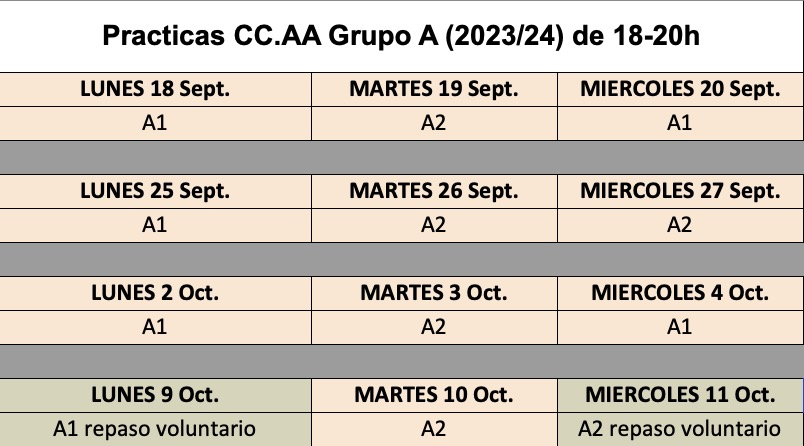 Practicas CC.AA Grupo A (2023/24) de 18-20h
LUNES 18 Sept. MARTES 19 Sept. MIERCOLES 20 Sept.
A1 A2 A1
LUNES 25 Sept. MARTES 26 Sept. MIERCOLES 27 Sept.
A1 A2 A2
LUNES 2 Oct. MARTES 3 Oct. MIERCOLES 4 Oct.
A1 A2 A1
LUNES 9 Oct. MARTES 10 Oct. MIERCOLES 11 Oct.
A1 repaso voluntario A2 A2 repaso voluntario